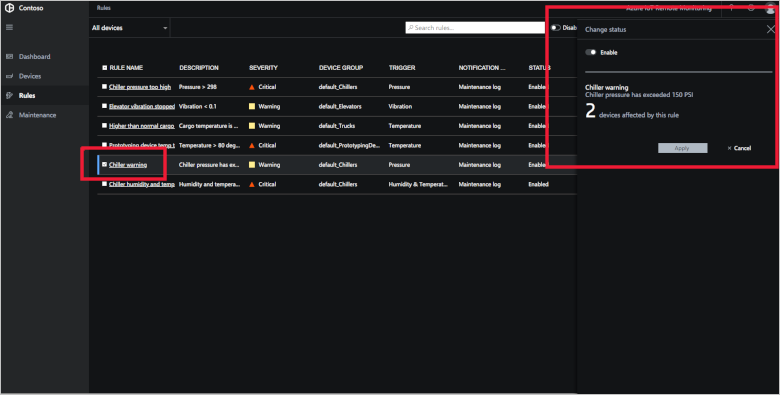 Contoso
Rules
Azure IoT Remote Monitoring
?
All devices
Search rules...
Disab
Change status
Enable
Chiller warning
Chiller pressure has exceeded 150 PSI
2 devices affected by this rule
Apply
× Cancel
Dashboard
Devices
Rules
Maintenance
RULE NAME DESCRIPTION SEVERITY DEVICE GROUP TRIGGER NOTIFICATION ... STATU
Chiller pressure too high Pressure > 298 Critical default_Chillers Pressure Maintenance log Enabled
Elevator vibration stopped Vibration < 0.1 Warning default_Elevators Vibration Maintenance log Enabled
Higher than normal cargo Cargo temperature is ... Warning default_Trucks Temperature Maintenance log Enabled
Prototyping device temp t Temperature > 80 deg... Critical default_PrototypingDe... Temperature Maintenance log Enabled
Chiller warning Chiller pressure has ex... Warning default_Chillers Pressure Maintenance log Enabled
Chiller humidity and temp Humidity and tempera... Critical default_Chillers Humidity & Temperat... Maintenance log Enabled